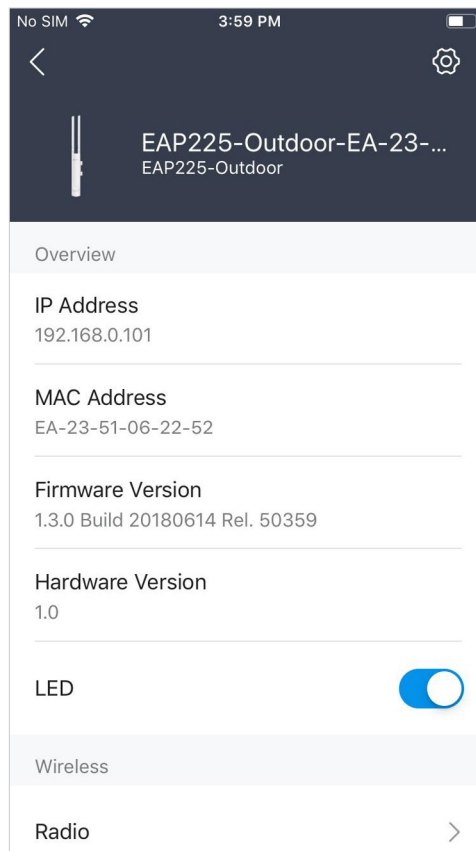 No SIM 3:59 PM
EAP225-Outdoor-EA-23-...
EAP225-Outdoor
Overview
IP Address
192.168.0.101
MAC Address
EA-23-51-06-22-52
Firmware Version
1.3.0 Build 20180614 Rel. 50359
Hardware Version
1.0
LED
Wireless
Radio